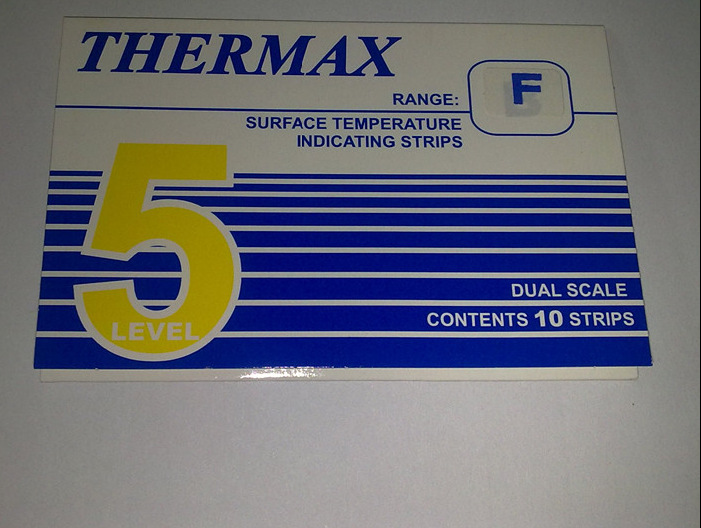 THERMAX
RANGE: F
SURFACE TEMPERATURE
INDICATING STRIPS
5
LEVEL
DUAL SCALE
CONTENTS 10 STRIPS